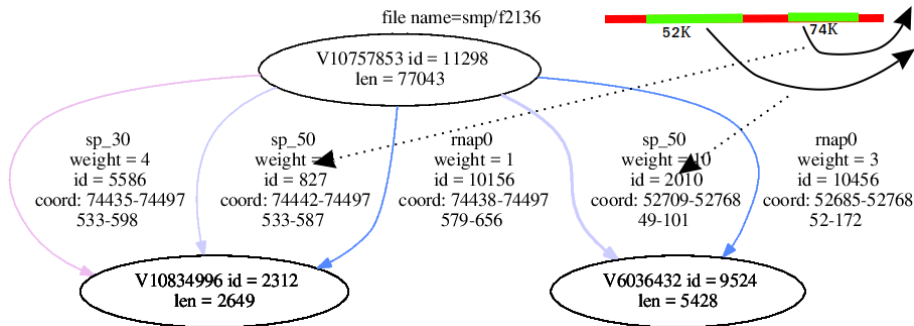 file name=smp/f2136
52K
74K
V10757853 id = 11298
len = 77043
sp_30
weight = 4
id = 5586
coord: 74435-74497
533-598
sp_50
weight =
id = 827
coord: 74442-74497
533-587
rnap0
weight = 1
id = 10156
coord: 74438-74497
579-656
sp_50
weight = 10
id = 2010
coord: 52709-52768
49-101
rnap0
weight = 3
id = 10456
coord: 52685-52768
52-172
V10834996 id = 2312
len = 2649
V6036432 id = 9524
len = 5428